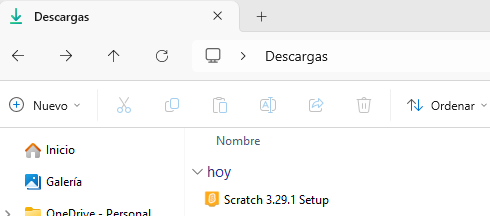 Descargas
Descargas
Nuevo
Ordenar
Inicio
Nombre
Galería
hoy
OneDrive - Personal
Scratch 3.29.1 Setup